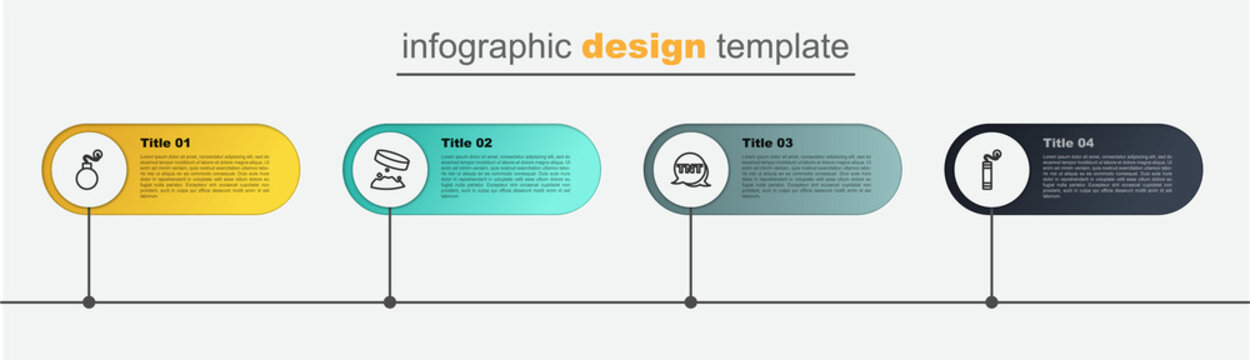 infographic design template
Title 01
Lorem ipsum dolor sit amet, consectetur adipiscing elit, sed do
eiusmod tempor incididunt ut labore et dolore magna aliqua. Ut
enim ad minim veniam, quis nostrud exercitation ullamco laboris
nisi ut aliquip ex ea commodo consequat. Duis aute irure
dolor in reprehenderit in voluptate velit esse cillum dolore eu
fugiat nulla pariatur. Excepteur sint occaecat cupidatat non
proident, sunt in culpa qui officia deserunt mollit anim id est
laborum.
Title 02
Lorem ipsum dolor sit amet, consectetur adipiscing elit, sed do
eiusmod tempor incididunt ut labore et dolore magna aliqua. Ut
enim ad minim veniam, quis nostrud exercitation ullamco laboris
nisi ut aliquip ex ea commodo consequat. Duis aute irure
dolor in reprehenderit in voluptate velit esse cillum dolore eu
fugiat nulla pariatur. Excepteur sint occaecat cupidatat non
proident, sunt in culpa qui officia deserunt mollit anim id est
laborum.
TNT
Title 03
Lorem ipsum dolor sit amet, consectetur adipiscing elit, sed do
eiusmod tempor incididunt ut labore et dolore magna aliqua. Ut
enim ad minim veniam, quis nostrud exercitation ullamco laboris
nisi ut aliquip ex ea commodo consequat. Duis aute irure
dolor in reprehenderit in voluptate velit esse cillum dolore eu
fugiat nulla pariatur. Excepteur sint occaecat cupidatat non
proident, sunt in culpa qui officia deserunt mollit anim id est
laborum.
Title 04
Lorem ipsum dolor sit amet, consectetur adipiscing elit, sed do
eiusmod tempor incididunt ut labore et dolore magna aliqua. Ut
enim ad minim veniam, quis nostrud exercitation ullamco laboris
nisi ut aliquip ex ea commodo consequat. Duis aute irure
dolor in reprehenderit in voluptate velit esse cillum dolore eu
fugiat nulla pariatur. Excepteur sint occaecat cupidatat non
proident, sunt in culpa qui officia deserunt mollit anim id est
laborum.